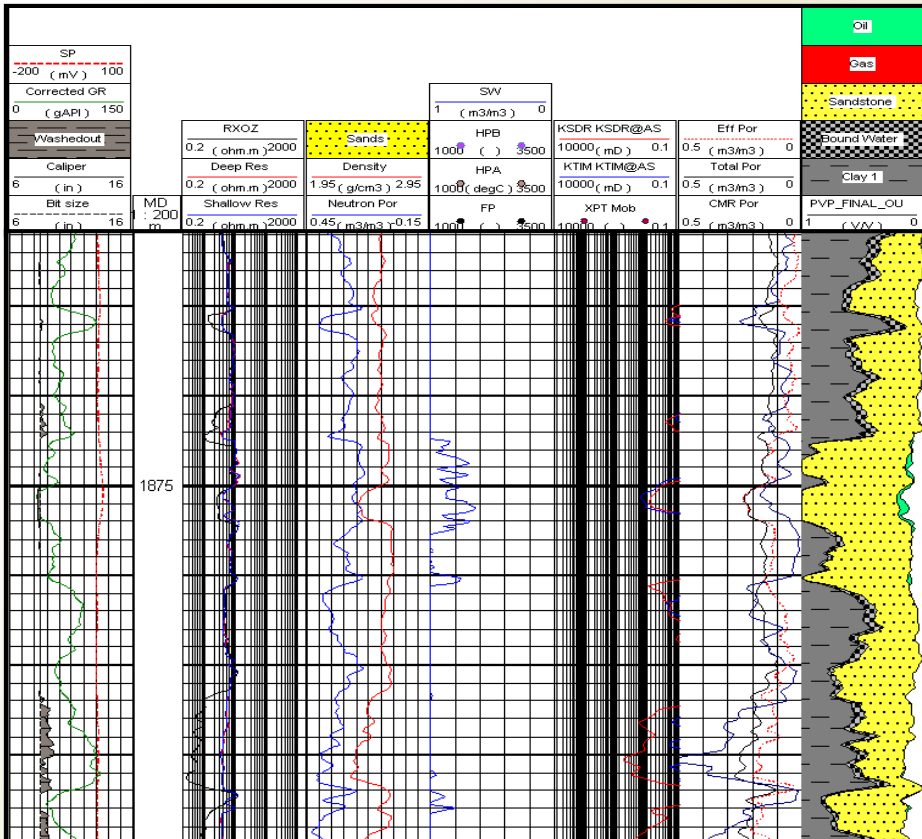 Oil
Gas
Sandstone
Bound Water
Clay 1
PVP_FINAL_OU
1 (V/V) 0
SP
-200 (mV) 100
Corrected GR
0 (gAPI) 150
Washedout
Caliper
6 (in) 16
Bit size
6 (in) 16
MD
1 : 200
m
RXOZ
0.2 (ohm.m) 2000
Deep Res
0.2 (ohm.m) 2000
Shallow Res
0.2 (ohm.m) 2000
Sands
Density
1.95 (g/cm3) 2.95
Neutron Por
0.45 (m3/m3) -0.15
SW
1 (m3/m3) 0
HPB
1000 ( ) 3500
HPA
1000 (degC) 3500
FP
1000 ( ) 3500
KSDR KSDR@AS
10000 (mD) 0.1
KTIM KTIM@AS
10000 (mD) 0.1
XPT Mob
10000 ( ) 0.1
Eff Por
0.5 (m3/m3) 0
Total Por
0.5 (m3/m3) 0
CMR Por
0.5 (m3/m3) 0
1875